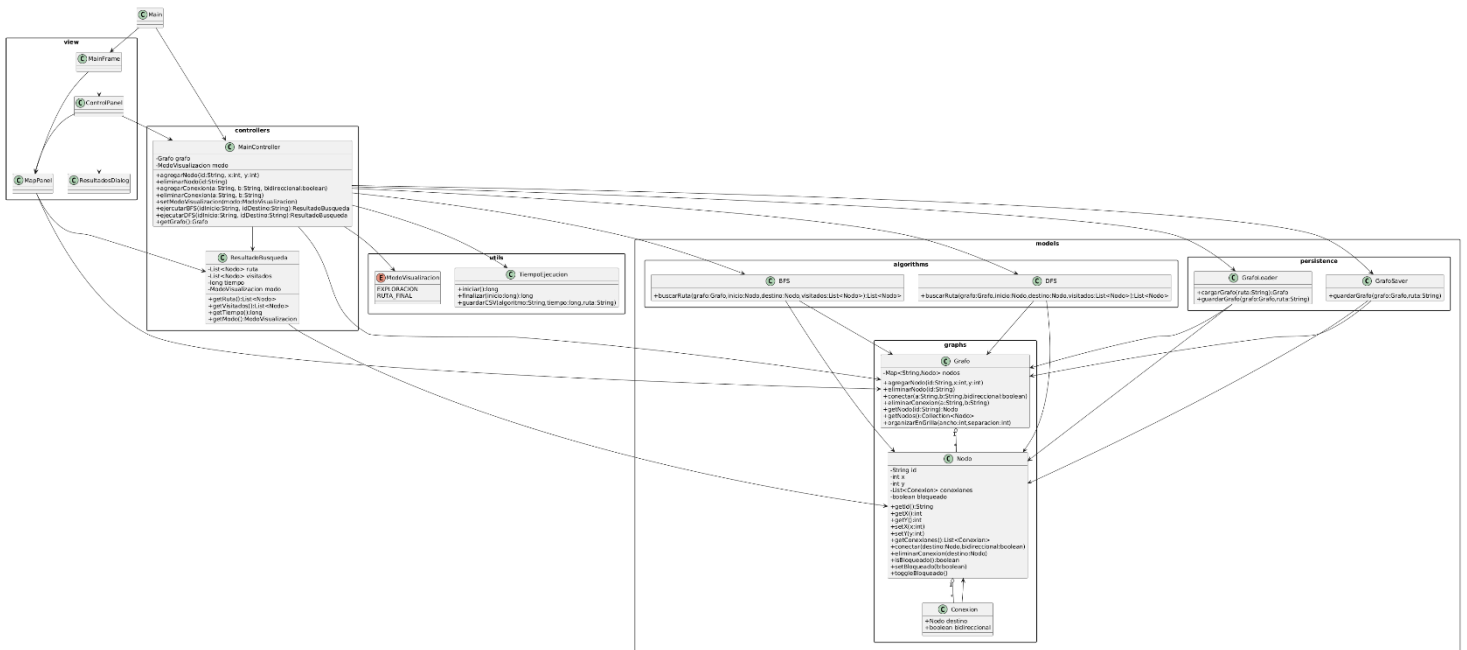 C Main
view
C MainFrame
C ControlPanel
C MapPanel
C ResultadosDialog
controllers
C MainController
-Grafo grafo
-ModoVisualizacion modo
+agregarNodo(id:String, x:int, y:int)
+eliminarNodo(id:String)
+agregarConexion(a: String, b: String, bidireccional:boolean)
+eliminarConexion(a: String, b: String)
+setModoVisualizacion(modo:ModoVisualizacion)
+ejercutarBFS(idInicio:String, idDestino:String):ResultadoBusqueda
+ejecutarDFS(idInicio:String, idDestino:String):ResultadoBusqueda
+getGrafo():Grafo
C ResultadoBusqueda
-List<Nodo> ruta
-List<Nodo> visitados
-long tiempo
-ModoVisualizacion modo
+getRuta():List<Nodo>
+getVisitados():List<Nodo>
+getTiempo():long
+getModo():ModoVisualizacion
utils
E ModoVisualizacion
EXPLORACION
RUTA_FINAL
C TiempoEjecucion
+iniciar():long
+finalizar(inicio:long):long
+guardarCSV(algoritmo:String,tiempo:long,ruta:String)
models
algorithms
C BFS
+buscarRuta(grafo:Grafo,inicio:Nodo,destino:Nodo,visitados:List<Nodo>):List<Nodo>
C DFS
+buscarRuta(grafo:Grafo,inicio:Nodo,destino:Nodo,visitados:List<Nodo>):List<Nodo>
persistence
C GrafoLoader
+cargarGrafo(ruta:String):Grafo
+guardarGrafo(grafo:Grafo,ruta:String)
C GrafoSaver
+guardarGrafo(grafo:Grafo,ruta:String)
graphs
C Grafo
-Map<String,Nodo> nodos
+agregarNodo(id:String,x:int,y:int)
+eliminarNodo(id:String)
+conectar(a:String,b:String,bidireccional:boolean)
+eliminarConexion(a:String,b:String)
+getNodo(id:String):Nodo
+getNodos():Collection<Nodo>
+organizarEnGrilla(ancho:int,separacion:int)
C Nodo
-String id
-int x
-int y
-List<Conexion> conexiones
-boolean bloqueado
+getId():String
+getX():int
+getY():int
+setX(x:int)
+setY(y:int)
+getConexiones():List<Conexion>
+conectar(destino:Nodo,bidireccional:boolean)
+eliminarConexion(destino:Nodo)
+isBloqueado():boolean
+setBloqueado(b:boolean)
+toggleBloqueado()
C Conexion
+Nodo destino
+boolean bidireccional